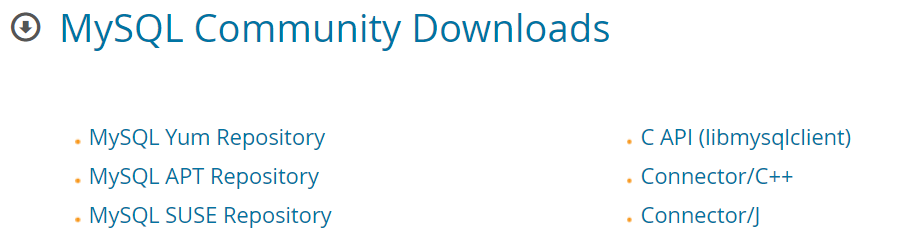 MySQL Community Downloads
MySQL Yum Repository
MySQL APT Repository
MySQL SUSE Repository
C API (libmysqlclient)
Connector/C++
Connector/J